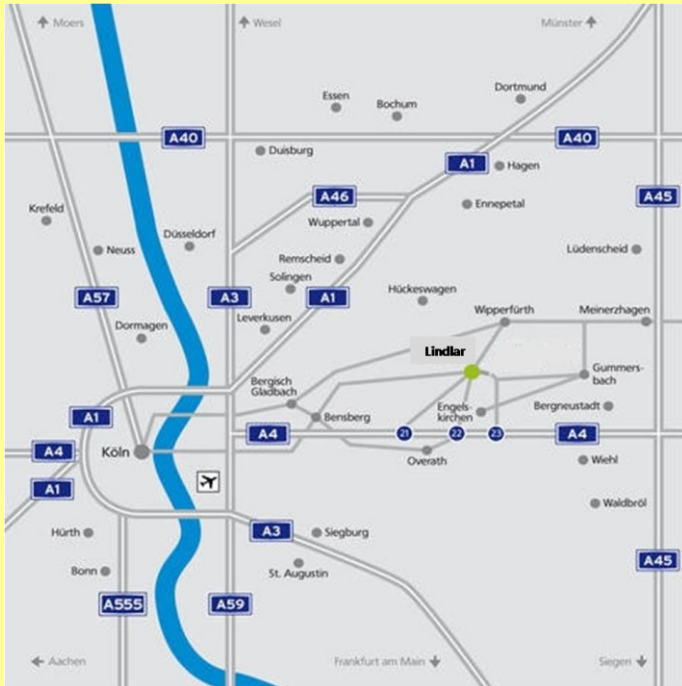 Moers
Wesel
Münster
Dortmund
Essen
Bochum
A40
A40
Duisburg
A1
Hagen
A46
A45
Ennepetal
Krefeld
Wuppertal
Düsseldorf
Neuss
Lüdenscheid
Remscheid
Solingen
Hückeswagen
A57
A3
A1
Wipperfürth
Meinerzhagen
Leverkusen
Dormagen
Lindlar
Gummers-
bach
Bergisch
Gladbach
Engels-
kirchen
Bergneustadt
A1
Bensberg
A4
21
22
23
A4
A4
Köln
Overath
Wiehl
A1
Waldbröl
Hürth
A3
Siegburg
A45
Bonn
St. Augustin
A555
A59
Aachen
Frankfurt am Main
Siegen